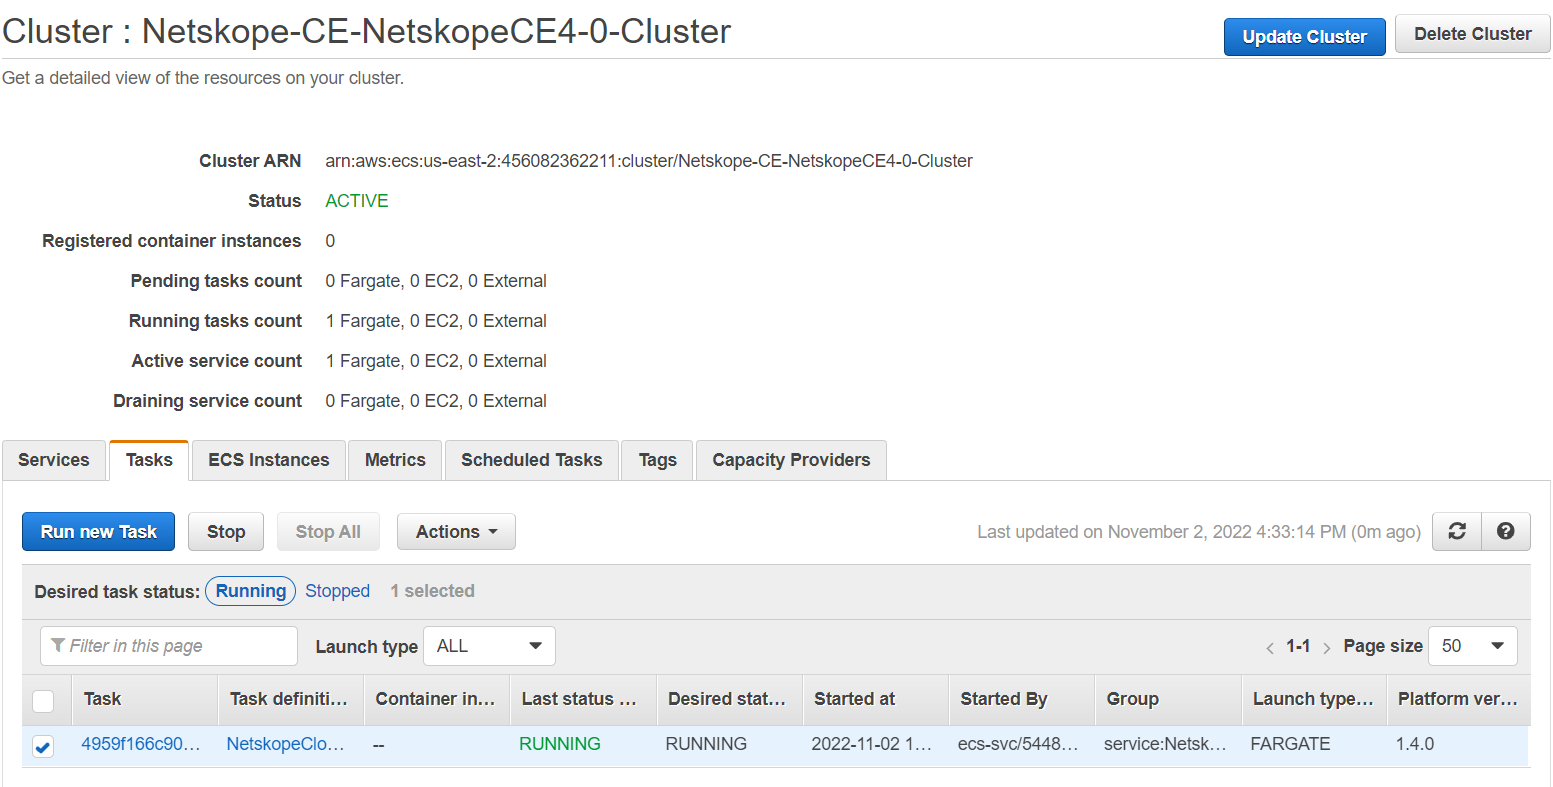 Cluster : Netskope-CE-NetskopeCE4-0-Cluster
Update Cluster
Delete Cluster
Get a detailed view of the resources on your cluster.
Cluster ARN arn:aws:ecs:us-east-2:456082362211:cluster/Netskope-CE-NetskopeCE4-0-Cluster
Status ACTIVE
Registered container instances 0
Pending tasks count 0 Fargate, 0 EC2, 0 External
Running tasks count 1 Fargate, 0 EC2, 0 External
Active service count 1 Fargate, 0 EC2, 0 External
Draining service count 0 Fargate, 0 EC2, 0 External
Services Tasks ECS Instances Metrics Scheduled Tasks Tags Capacity Providers
Run new Task Stop Stop All Actions Last updated on November 2, 2022 4:33:14 PM (0m ago)
Desired task status: Running Stopped 1 selected
Filter in this page Launch type ALL < 1-1 > Page size 50
Task Task definiti... Container in... Last status ... Desired stat... Started at Started By Group Launch type... Platform ver...
4959f166c90... NetskopeClo... -- RUNNING RUNNING 2022-11-02 1... ecs-svc/5448... service:Netsk... FARGATE 1.4.0